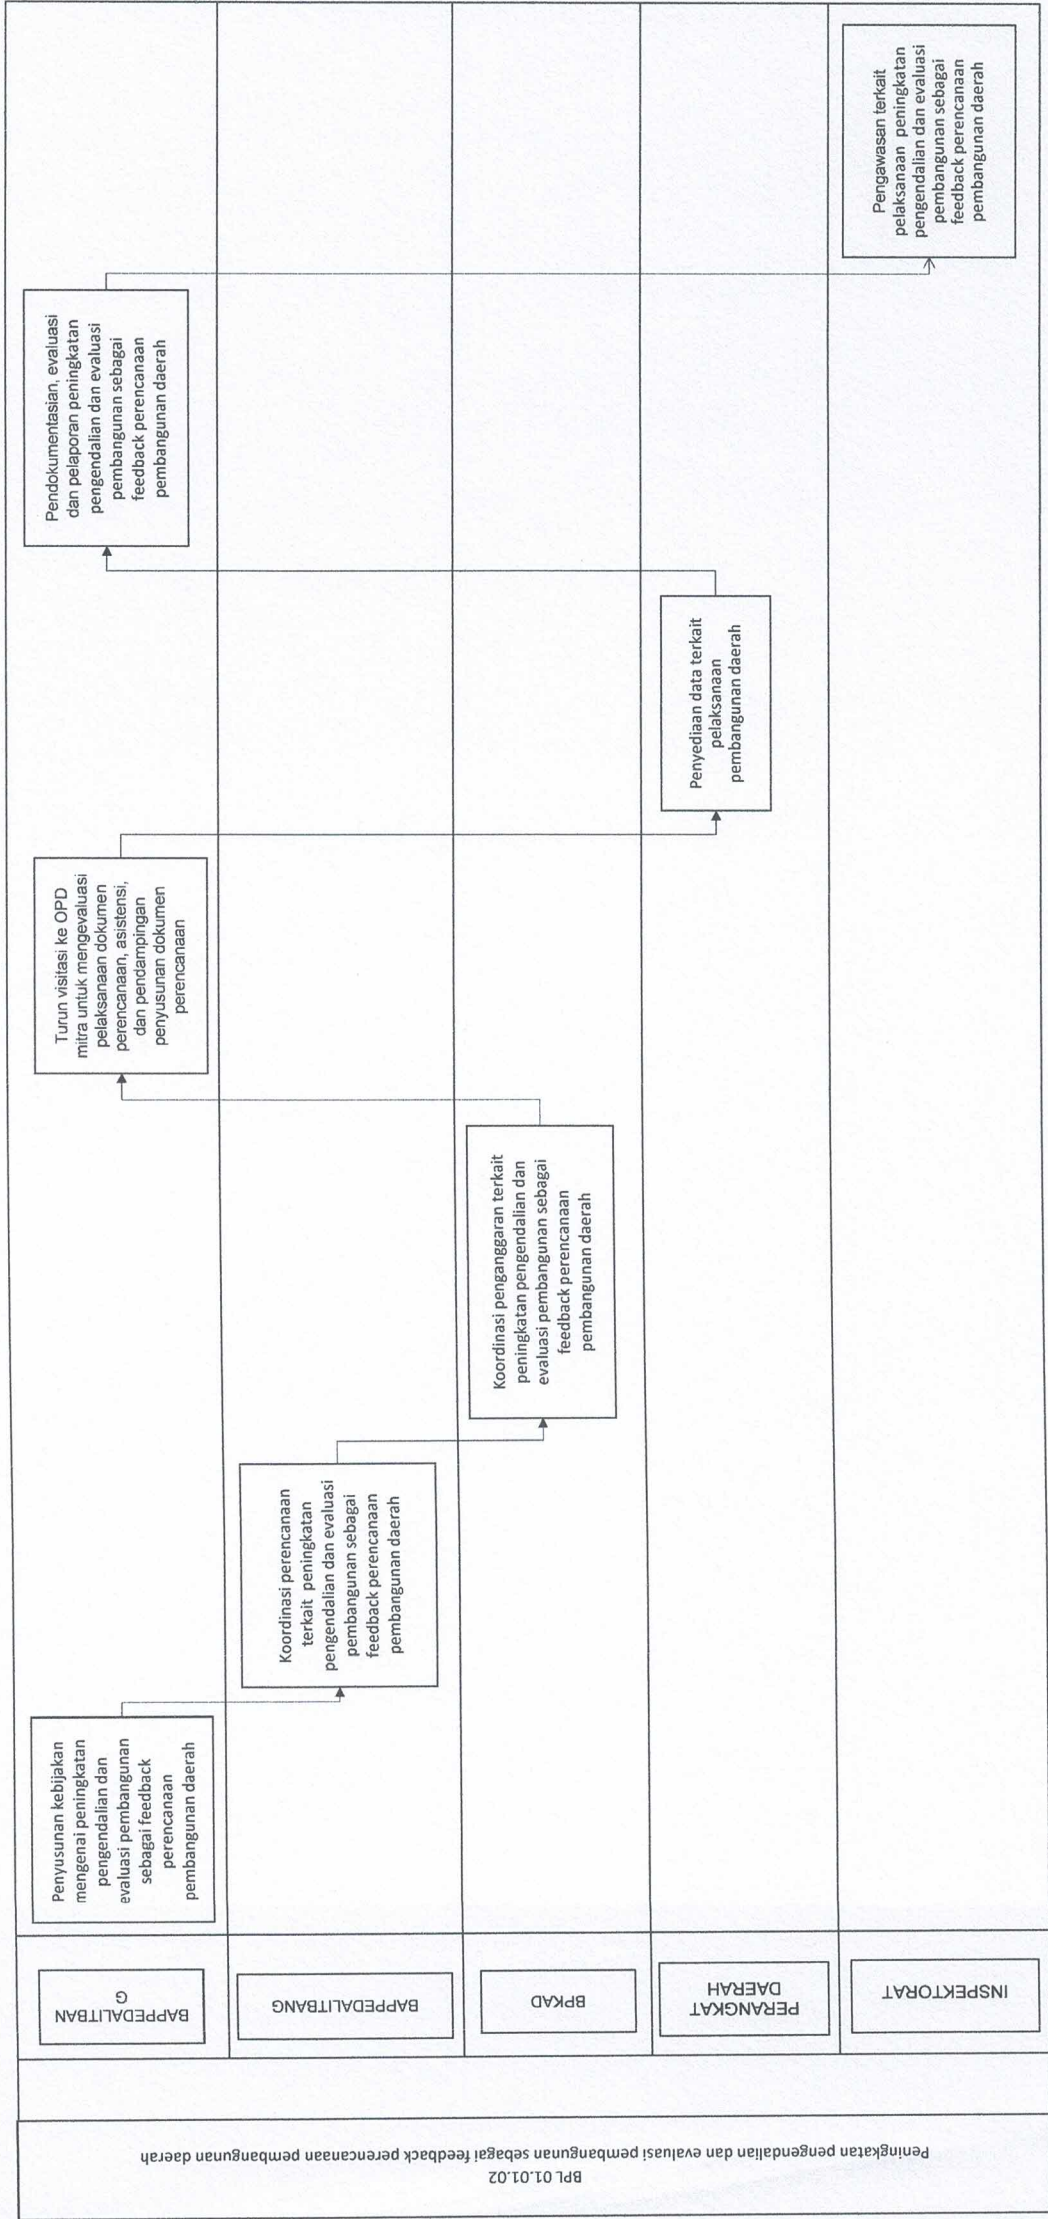 BPL 01.01.02
Peningkatan pengendalian dan evaluasi pembangunan sebagai feedback perencanaan pembangunan daerah
BAPPEDALITBAN
G
Penyusunan kebijakan
mengenai peningkatan
pengendalian dan
evaluasi pembangunan
sebagai feedback
perencanaan
pembangunan daerah
Turun visitasi ke OPD
mitra untuk mengevaluasi
pelaksanaan dokumen
perencanaan, asistensi,
dan pendampingan
penyusunan dokumen
perencanaan
Pendokumentasian, evaluasi
dan pelaporan peningkatan
pengendalian dan evaluasi
pembangunan sebagai
feedback perencanaan
pembangunan daerah
BAPPEDALITBANG
Koordinasi perencanaan
terkait peningkatan
pengendalian dan evaluasi
pembangunan sebagai
feedback perencanaan
pembangunan daerah
BPKAD
Koordinasi penganggaran terkait
peningkatan pengendalian dan
evaluasi pembangunan sebagai
feedback perencanaan
pembangunan daerah
PERANGKAT
DAERAH
Penyediaan data terkait
pelaksanaan
pembangunan daerah
INSPEKTORAT
Pengawasan terkait
pelaksanaan peningkatan
pengendalian dan evaluasi
pembangunan sebagai
feedback perencanaan
pembangunan daerah